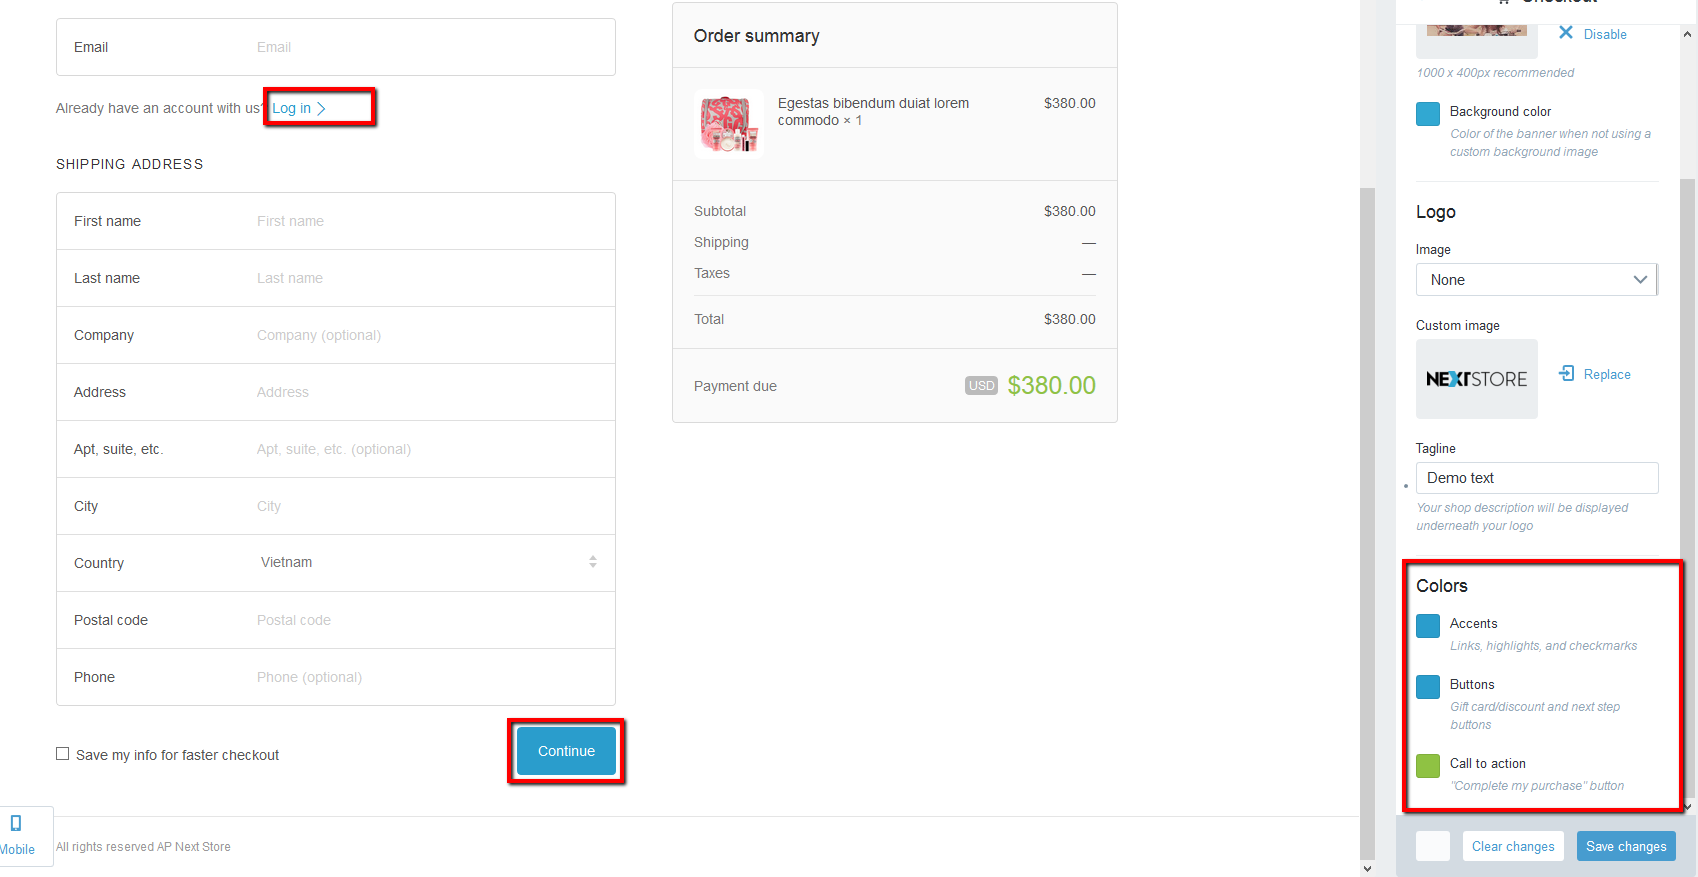 Email
Email
Already have an account with us?
Log in
SHIPPING ADDRESS
First name
First name
Last name
Last name
Company
Company (optional)
Address
Address
Apt, suite, etc.
Apt, suite, etc. (optional)
City
City
Country
Vietnam
Postal code
Postal code
Phone
Phone (optional)
Save my info for faster checkout
Continue
Mobile
All rights reserved AP Next Store
Order summary
Egestas bibendum duiat lorem
commodo × 1
$380.00
Subtotal
$380.00
Shipping
—
Taxes
—
Total
$380.00
Payment due
USD
$380.00
Checkout
Disable
1000 x 400px recommended
Background color
Color of the banner when not using a
custom background image
Logo
Image
None
Custom image
NEXTSTORE
Replace
Tagline
Demo text
Your shop description will be displayed
underneath your logo
Colors
Accents
Links, highlights, and checkmarks
Buttons
Gift card/discount and next step
buttons
Call to action
"Complete my purchase" button
Clear changes
Save changes